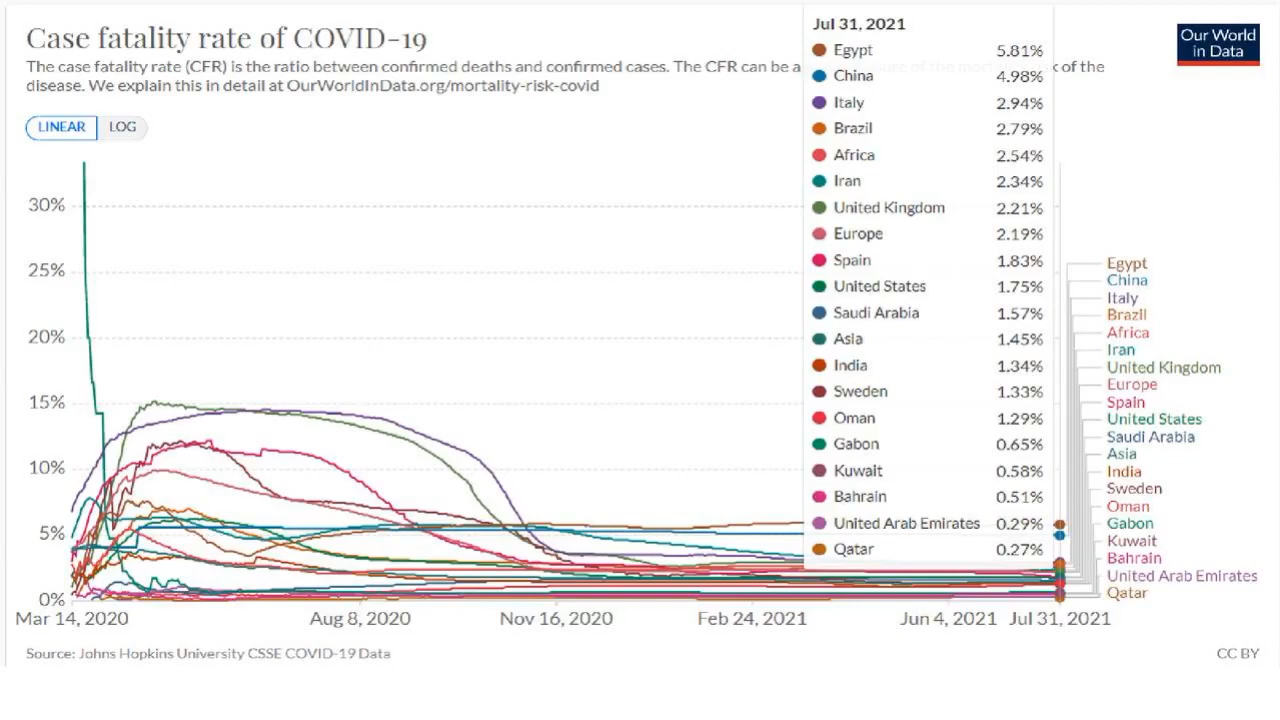 Case fatality rate of COVID-19
The case fatality rate (CFR) is the ratio between confirmed deaths and confirmed cases. The CFR can be a of the
disease. We explain this in detail at OurWorldInData.org/mortality-risk-covid
Our World
in Data
LINEAR LOG
Jul 31, 2021
Egypt 5.81%
China 4.98%
Italy 2.94%
Brazil 2.79%
Africa 2.54%
Iran 2.34%
United Kingdom 2.21%
Europe 2.19%
Spain 1.83%
United States 1.75%
Saudi Arabia 1.57%
Asia 1.45%
India 1.34%
Sweden 1.33%
Oman 1.29%
Gabon 0.65%
Kuwait 0.58%
Bahrain 0.51%
United Arab Emirates 0.29%
Qatar 0.27%
30%
25%
20%
15%
10%
5%
0%
Egypt
China
Italy
Brazil
Africa
Iran
United Kingdom
Europe
Spain
United States
Saudi Arabia
Asia
India
Sweden
Oman
Gabon
Kuwait
Bahrain
United Arab Emirates
Qatar
Mar 14, 2020 Aug 8, 2020 Nov 16, 2020 Feb 24, 2021 Jun 4, 2021 Jul 31, 2021
Source: Johns Hopkins University CSSE COVID-19 Data
CC BY